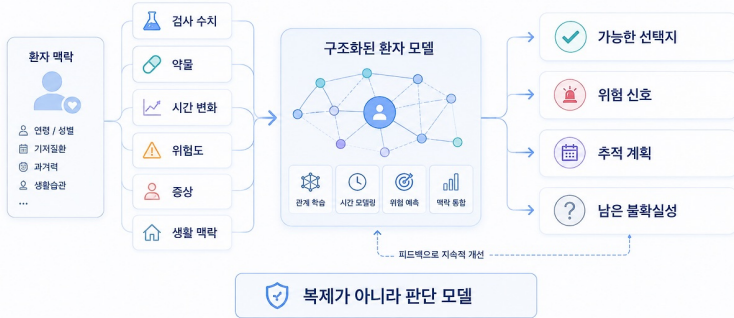 환자 맥락
연령 / 성별
기저질환
과거력
생활습관
...
검사 수치
약물
시간 변화
위험도
증상
생활 맥락
구조화된 환자 모델
관계 학습
시간 모델링
위험 예측
맥락 통합
가능한 선택지
위험 신호
추적 계획
?
남은 불확실성
피드백으로 지속적 개선
복제가 아니라 판단 모델